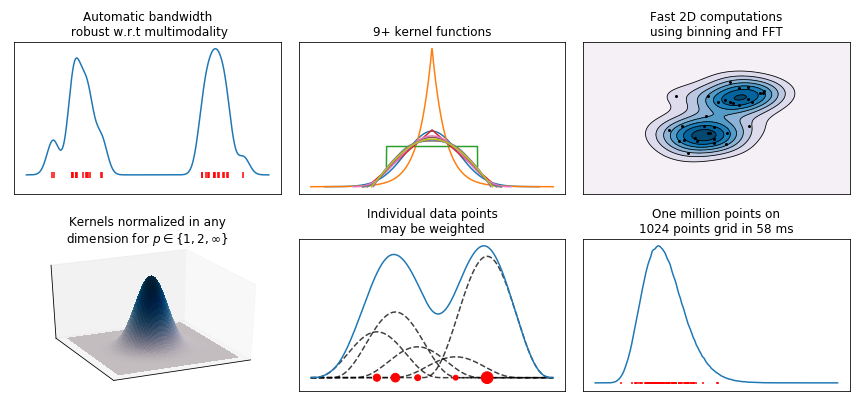 Automatic bandwidth
robust w.r.t multimodality
9+ kernel functions
Fast 2D computations
using binning and FFT
Kernels normalized in any
dimension for p ∈ {1, 2, ∞}
Individual data points
may be weighted
One million points on
1024 points grid in 58 ms